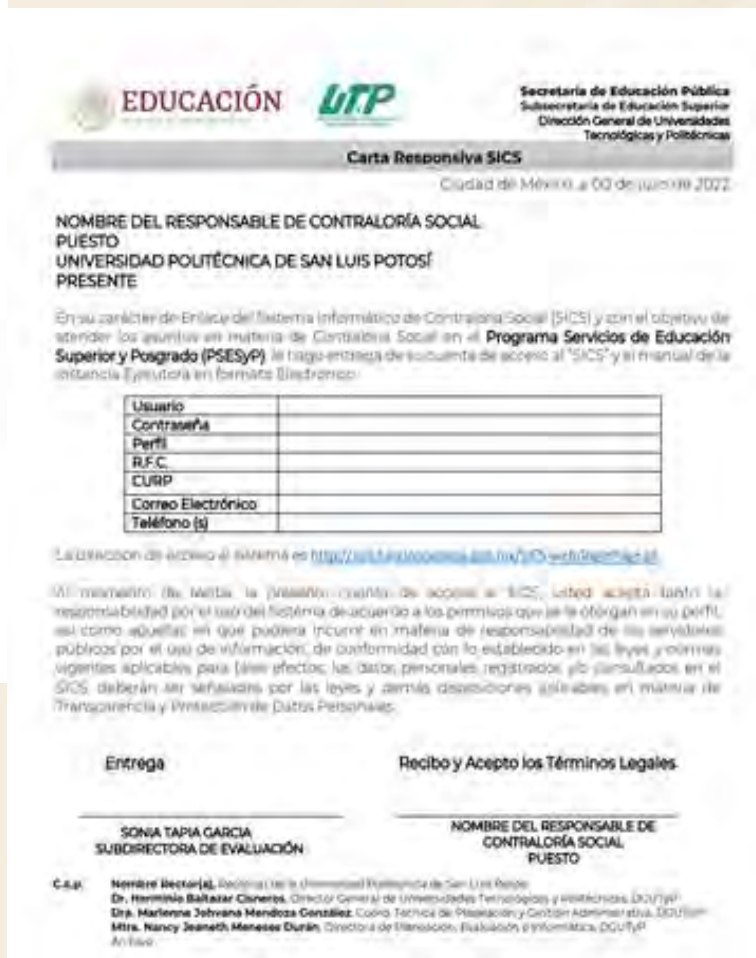 EDUCACIÓN
UTP
Secretaría de Educación Pública
Subsecretaría de Educación Superior
Dirección General de Universidades
Tecnológicas y Politécnicas
Carta Responsiva SICS
Ciudad de México, a 00 de junio de 2022
NOMBRE DEL RESPONSABLE DE CONTRALORÍA SOCIAL
PUESTO
UNIVERSIDAD POLITÉCNICA DE SAN LUIS POTOSÍ
PRESENTE
En su carácter de Enlace del Sistema Informático de Contraloría Social (SICS) y con el objetivo de
atender los asuntos en materia de Contraloría Social en el Programa Servicios de Educación
Superior y Posgrado (PSESyP), le hago entrega de su cuenta de acceso al "SICS" y el manual de la
Instancia Ejecutora en formato Electrónico.
Usuario
Contraseña
Perfil
R.F.C.
CURP
Correo Electrónico
Teléfono (s)
La dirección de acceso al sistema es
Al momento de recibir la presente cuenta de acceso a SICS, usted acepta tanto la
responsabilidad por el uso del Sistema de acuerdo a los permisos que se le otorgan en su perfil,
así como aquellas en que pudiera incurrir en materia de responsabilidad de los servidores
públicos por el uso de información, de conformidad con lo establecido en las leyes y normas
vigentes aplicables para tales efectos; los datos personales registrados y/o consultados en el
SICS, deberán ser señalados por las leyes y demás disposiciones aplicables en materia de
Transparencia y Protección de Datos Personales.
Entrega
Recibo y Acepto los Términos Legales
SONIA TAPIA GARCIA
SUBDIRECTORA DE EVALUACIÓN
NOMBRE DEL RESPONSABLE DE
CONTRALORÍA SOCIAL
PUESTO
C.c.p. Nombre Rector(a), de la Universidad Politécnica de San Luis Potosí
Dr. Herminio Baltazar Cisneros, Director General de Universidades Tecnológicas y Politécnicas, DGUTyP
Dra. Marlenne Johvana Mendoza González, Coord. Técnica de Planeación y Gestión Administrativa, DGUTyP
Mtra. Nancy Jeaneth Meneses Durán, Directora de Planeación, Evaluación e Informática, DGUTyP
Archivo